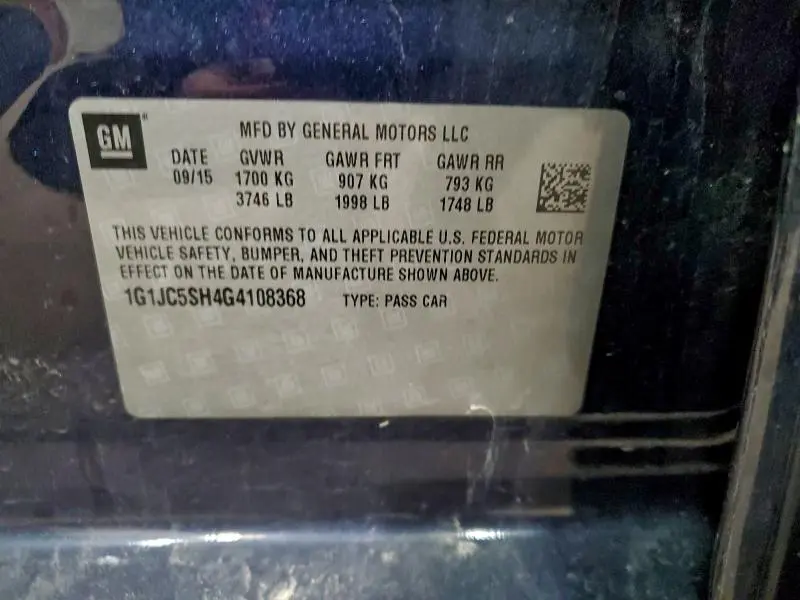 GM
MFD BY GENERAL MOTORS LLC
DATE GVWR GAWR FRT GAWR RR
09/15 1700 KG 907 KG 793 KG
3746 LB 1998 LB 1748 LB
THIS VEHICLE CONFORMS TO ALL APPLICABLE U.S. FEDERAL MOTOR
VEHICLE SAFETY, BUMPER, AND THEFT PREVENTION STANDARDS IN
EFFECT ON THE DATE OF MANUFACTURE SHOWN ABOVE.
1G1JC5SH4G4108368 TYPE: PASS CAR